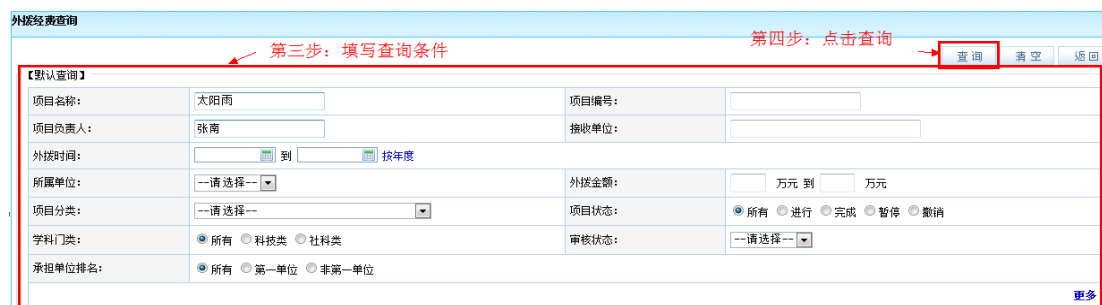 外拨经费查询
第三步：填写查询条件
第四步：点击查询
查 询 清 空 返 回
【默认查询】
项目名称： 太阳雨 项目编号：
项目负责人： 张南 接收单位：
外拨时间： 到 按年度
所属单位： --请选择-- 外拨金额： 万元 到 万元
项目分类： --请选择-- 项目状态： 所有 进行 完成 暂停 撤销
学科门类： 所有 科技类 社科类 审核状态： --请选择--
承担单位排名： 所有 第一单位 非第一单位
更多